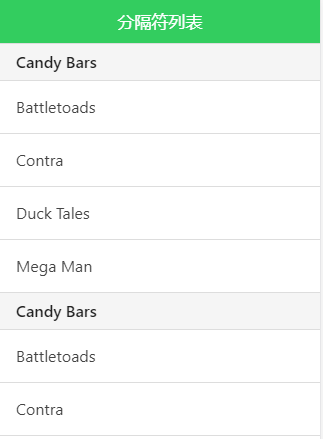 分隔符列表
Candy Bars
Battletoads
Contra
Duck Tales
Mega Man
Candy Bars
Battletoads
Contra